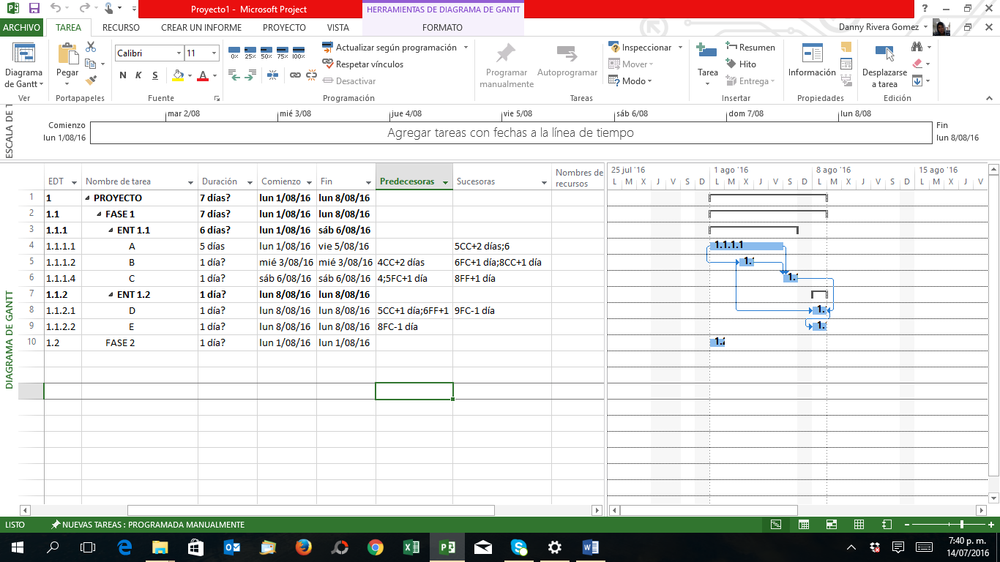 Proyecto1 - Microsoft Project
HERRAMIENTAS DE DIAGRAMA DE GANTT
ARCHIVO TAREA RECURSO CREAR UN INFORME PROYECTO VISTA FORMATO
Danny Rivera Gomez
Diagrama de Gantt
Ver
Pegar
Portapapeles
Calibri 11
N K S
Fuente
0% 25% 50% 75% 100%
Actualizar según programación
Respetar vínculos
Desactivar
Programación
Programar manualmente
Autoprogramar
Inspeccionar
Mover
Modo
Tareas
Tarea
Resumen
Hito
Entrega
Insertar
Información
Propiedades
Desplazarse a tarea
Edición
ESCALA DE T
mar 2/08 mié 3/08 jue 4/08 vie 5/08 sáb 6/08 dom 7/08 lun 8/08
Comienzo
lun 1/08/16
Agregar tareas con fechas a la línea de tiempo
Fin
lun 8/08/16
DIAGRAMA DE GANTT
EDT Nombre de tarea Duración Comienzo Fin Predecesoras Sucesoras Nombres de recursos
25 jul '16 1 ago '16 8 ago '16 15 ago '16
L M X J V S D L M X J V S D L M X J V S D L M X J V
1 1 PROYECTO 7 días? lun 1/08/16 lun 8/08/16
2 1.1 FASE 1 7 días? lun 1/08/16 lun 8/08/16
3 1.1.1 ENT 1.1 6 días? lun 1/08/16 sáb 6/08/16
4 1.1.1.1 A 5 días lun 1/08/16 vie 5/08/16 5CC+2 días;6 1.1.1.1
5 1.1.1.2 B 1 día? mié 3/08/16 mié 3/08/16 4CC+2 días 6FC+1 día;8CC+1 día 1.
6 1.1.1.4 C 1 día? sáb 6/08/16 sáb 6/08/16 4;5FC+1 día 8FF+1 día 1.
7 1.1.2 ENT 1.2 1 día? lun 8/08/16 lun 8/08/16
8 1.1.2.1 D 1 día? lun 8/08/16 lun 8/08/16 5CC+1 día;6FF+1 9FC-1 día 1.
9 1.1.2.2 E 1 día? lun 8/08/16 lun 8/08/16 8FC-1 día 1.
10 1.2 FASE 2 1 día? lun 1/08/16 lun 1/08/16 1.2
LISTO NUEVAS TAREAS : PROGRAMADA MANUALMENTE
7:40 p. m.
14/07/2016